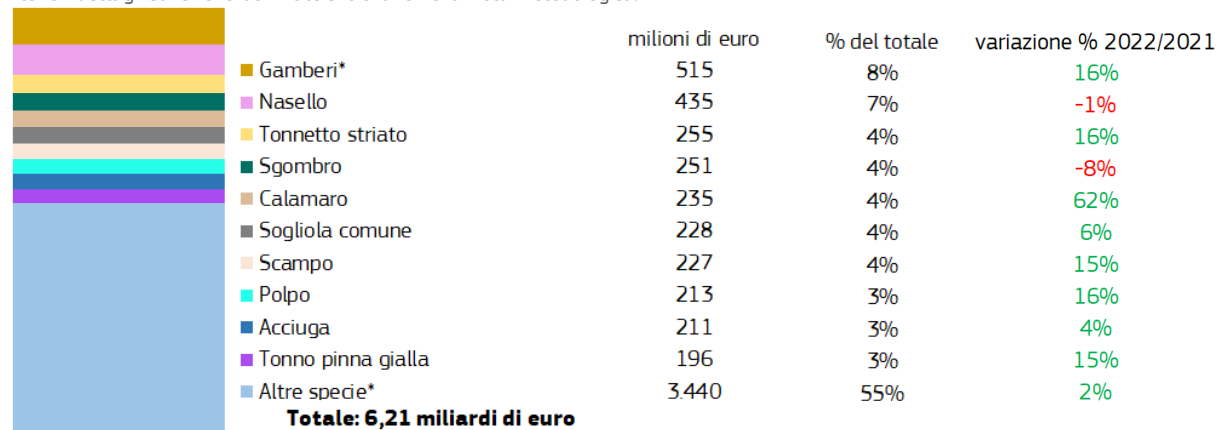 milioni di euro % del totale variazione % 2022/2021
Gamberi* 515 8% 16%
Nasello 435 7% -1%
Tonnetto striato 255 4% 16%
Sgombro 251 4% -8%
Calamaro 235 4% 62%
Sogliola comune 228 4% 6%
Scampo 227 4% 15%
Polpo 213 3% 16%
Acciuga 211 3% 4%
Tonno pinna gialla 196 3% 15%
Altre specie* 3.440 55% 2%
Totale: 6,21 miliardi di euro